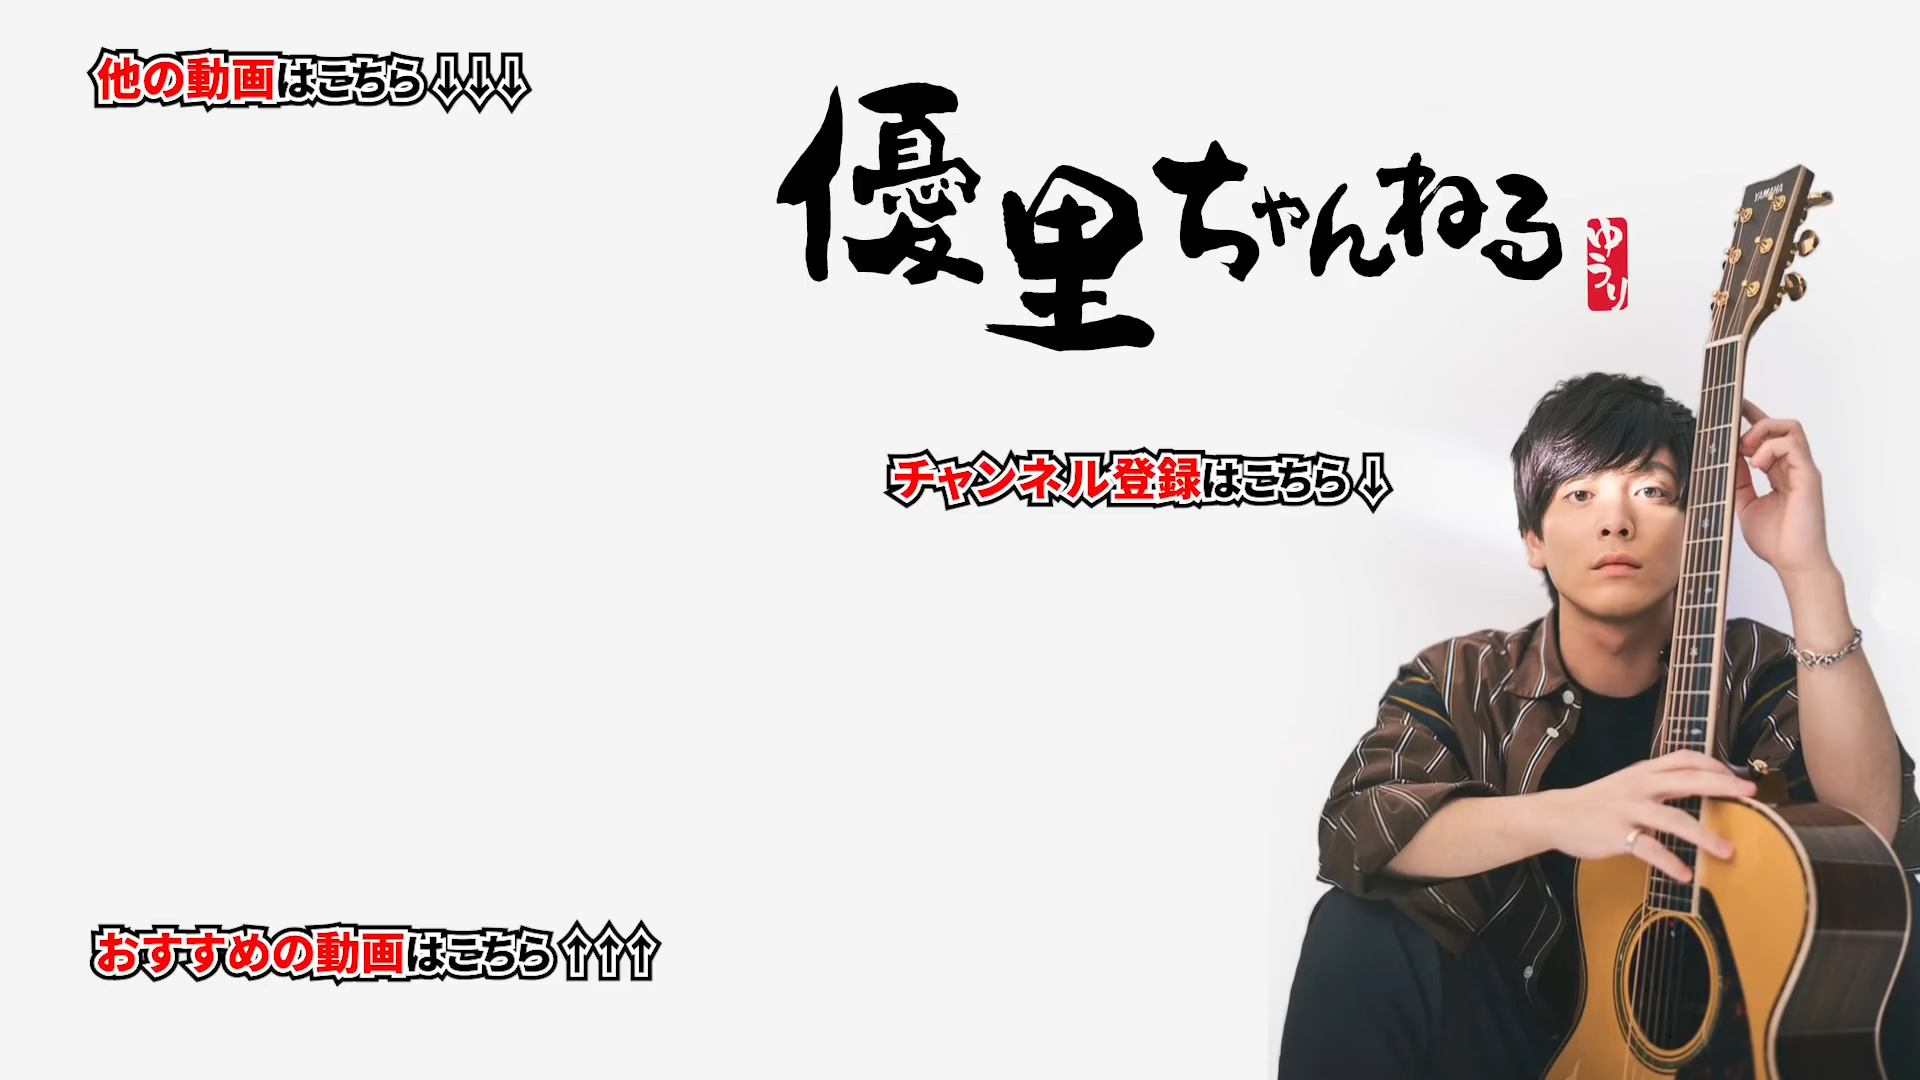 他の動画はこちら↓↓↓
優里ちゃんねる
ゆうり
YAMAHA
チャンネル登録はこちら↓
おすすめの動画はこちら↑↑↑